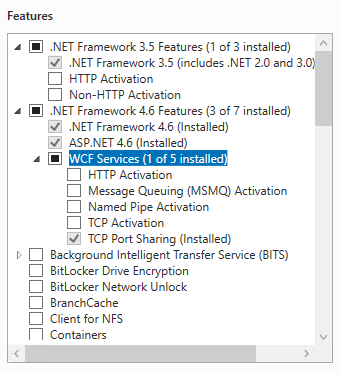 Features
.NET Framework 3.5 Features (1 of 3 installed)
.NET Framework 3.5 (includes .NET 2.0 and 3.0)
HTTP Activation
Non-HTTP Activation
.NET Framework 4.6 Features (3 of 7 installed)
.NET Framework 4.6 (Installed)
ASP.NET 4.6 (Installed)
WCF Services (1 of 5 installed)
HTTP Activation
Message Queuing (MSMQ) Activation
Named Pipe Activation
TCP Activation
TCP Port Sharing (Installed)
Background Intelligent Transfer Service (BITS)
BitLocker Drive Encryption
BitLocker Network Unlock
BranchCache
Client for NFS
Containers